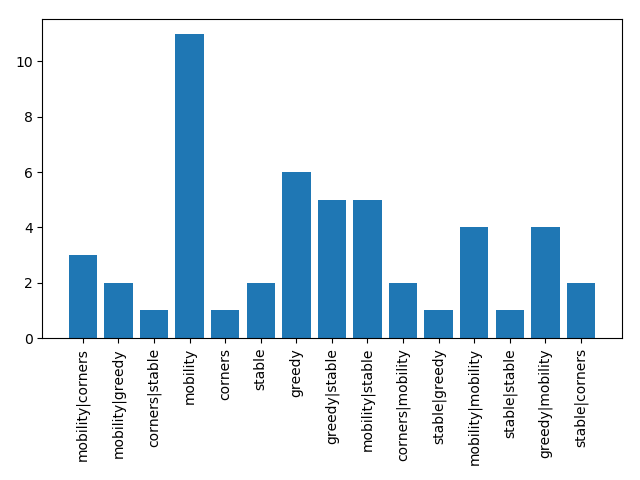 10
8
6
4
2
0
mobility|corners
mobility|greedy
corners|stable
mobility
corners
stable
greedy
greedy|stable
mobility|stable
corners|mobility
stable|greedy
mobility|mobility
stable|stable
greedy|mobility
stable|corners